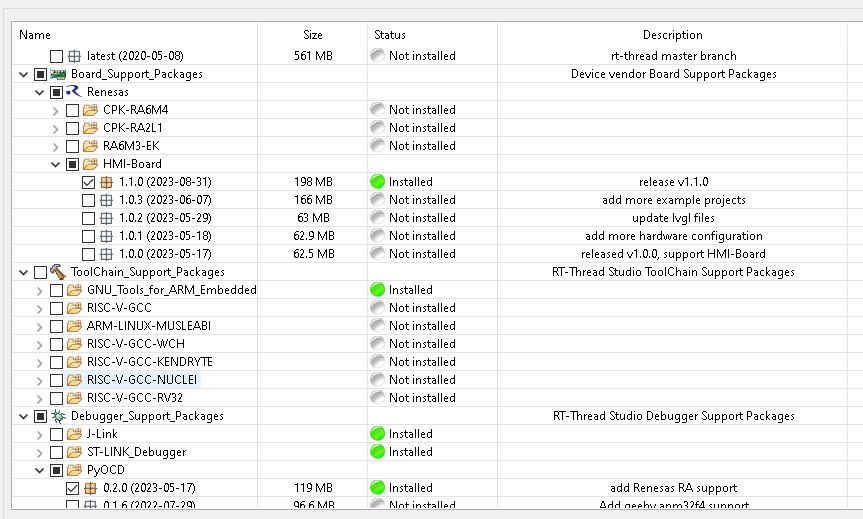 Name Size Status Description
latest (2020-05-08) 561 MB Not installed rt-thread master branch
Board_Support_Packages Device vendor Board Support Packages
Renesas
CPK-RA6M4 Not installed
CPK-RA2L1 Not installed
RA6M3-EK Not installed
HMI-Board
1.1.0 (2023-08-31) 198 MB Installed release v1.1.0
1.0.3 (2023-06-07) 166 MB Not installed add more example projects
1.0.2 (2023-05-29) 63 MB Not installed update lvgl files
1.0.1 (2023-05-18) 62.9 MB Not installed add more hardware configuration
1.0.0 (2023-05-17) 62.5 MB Not installed released v1.0.0, support HMI-Board
ToolChain_Support_Packages RT-Thread Studio ToolChain Support Packages
GNU_Tools_for_ARM_Embedded Installed
RISC-V-GCC Not installed
ARM-LINUX-MUSLEABI Not installed
RISC-V-GCC-WCH Not installed
RISC-V-GCC-KENDRYTE Not installed
RISC-V-GCC-NUCLEI Not installed
RISC-V-GCC-RV32 Not installed
Debugger_Support_Packages RT-Thread Studio Debugger Support Packages
J-Link Installed
ST-LINK_Debugger Installed
PyOCD
0.2.0 (2023-05-17) 119 MB Installed add Renesas RA support
0.1.6 (2022-07-29) 96.6 MB Not installed Add geehy apm32f4 support